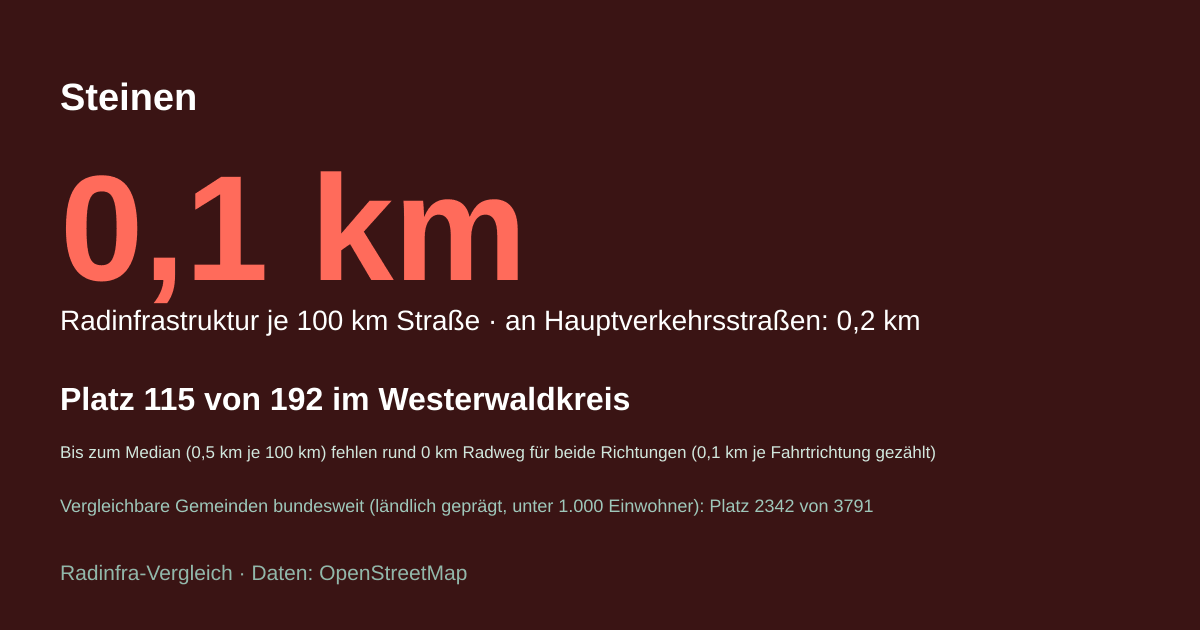 Steinen
0,1 km
Radinfrastruktur je 100 km Straße · an Hauptverkehrsstraßen: 0,2 km
Platz 115 von 192 im Westerwaldkreis
Bis zum Median (0,5 km je 100 km) fehlen rund 0 km Radweg für beide Richtungen (0,1 km je Fahrtrichtung gezählt)
Vergleichbare Gemeinden bundesweit (ländlich geprägt, unter 1.000 Einwohner): Platz 2342 von 3791
Radinfra-Vergleich · Daten: OpenStreetMap